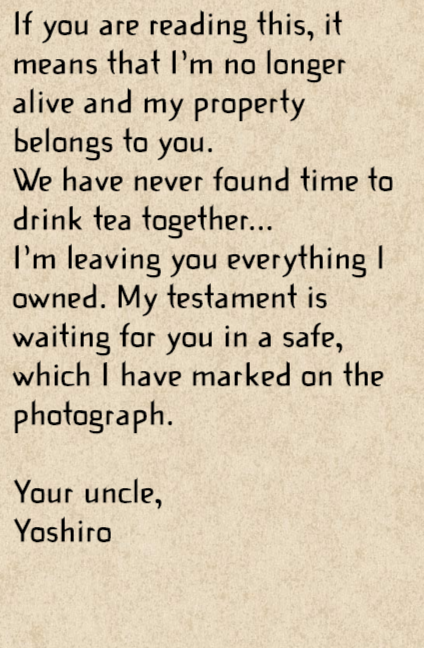 If you are reading this, it
means that I'm no longer
alive and my property
belongs to you.
We have never found time to
drink tea together...
I'm leaving you everything I
owned. My testament is
waiting for you in a safe,
which I have marked on the
photograph.
Your uncle,
Yoshiro